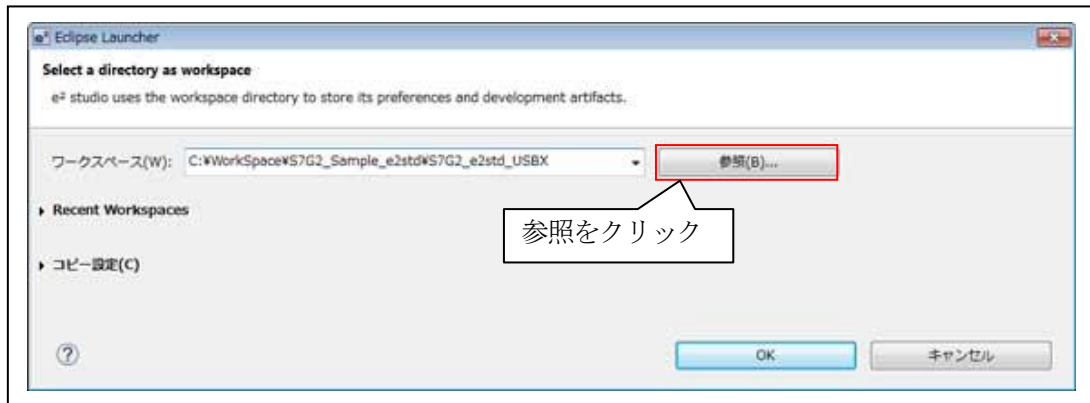 e² Eclipse Launcher
Select a directory as workspace
e² studio uses the workspace directory to store its preferences and development artifacts.
ワークスペース(W): C:¥WorkSpace¥S7G2_Sample_e2std¥S7G2_e2std_USBX 参照(B)...
Recent Workspaces
参照をクリック
コピー設定(C)
? OK キャンセル